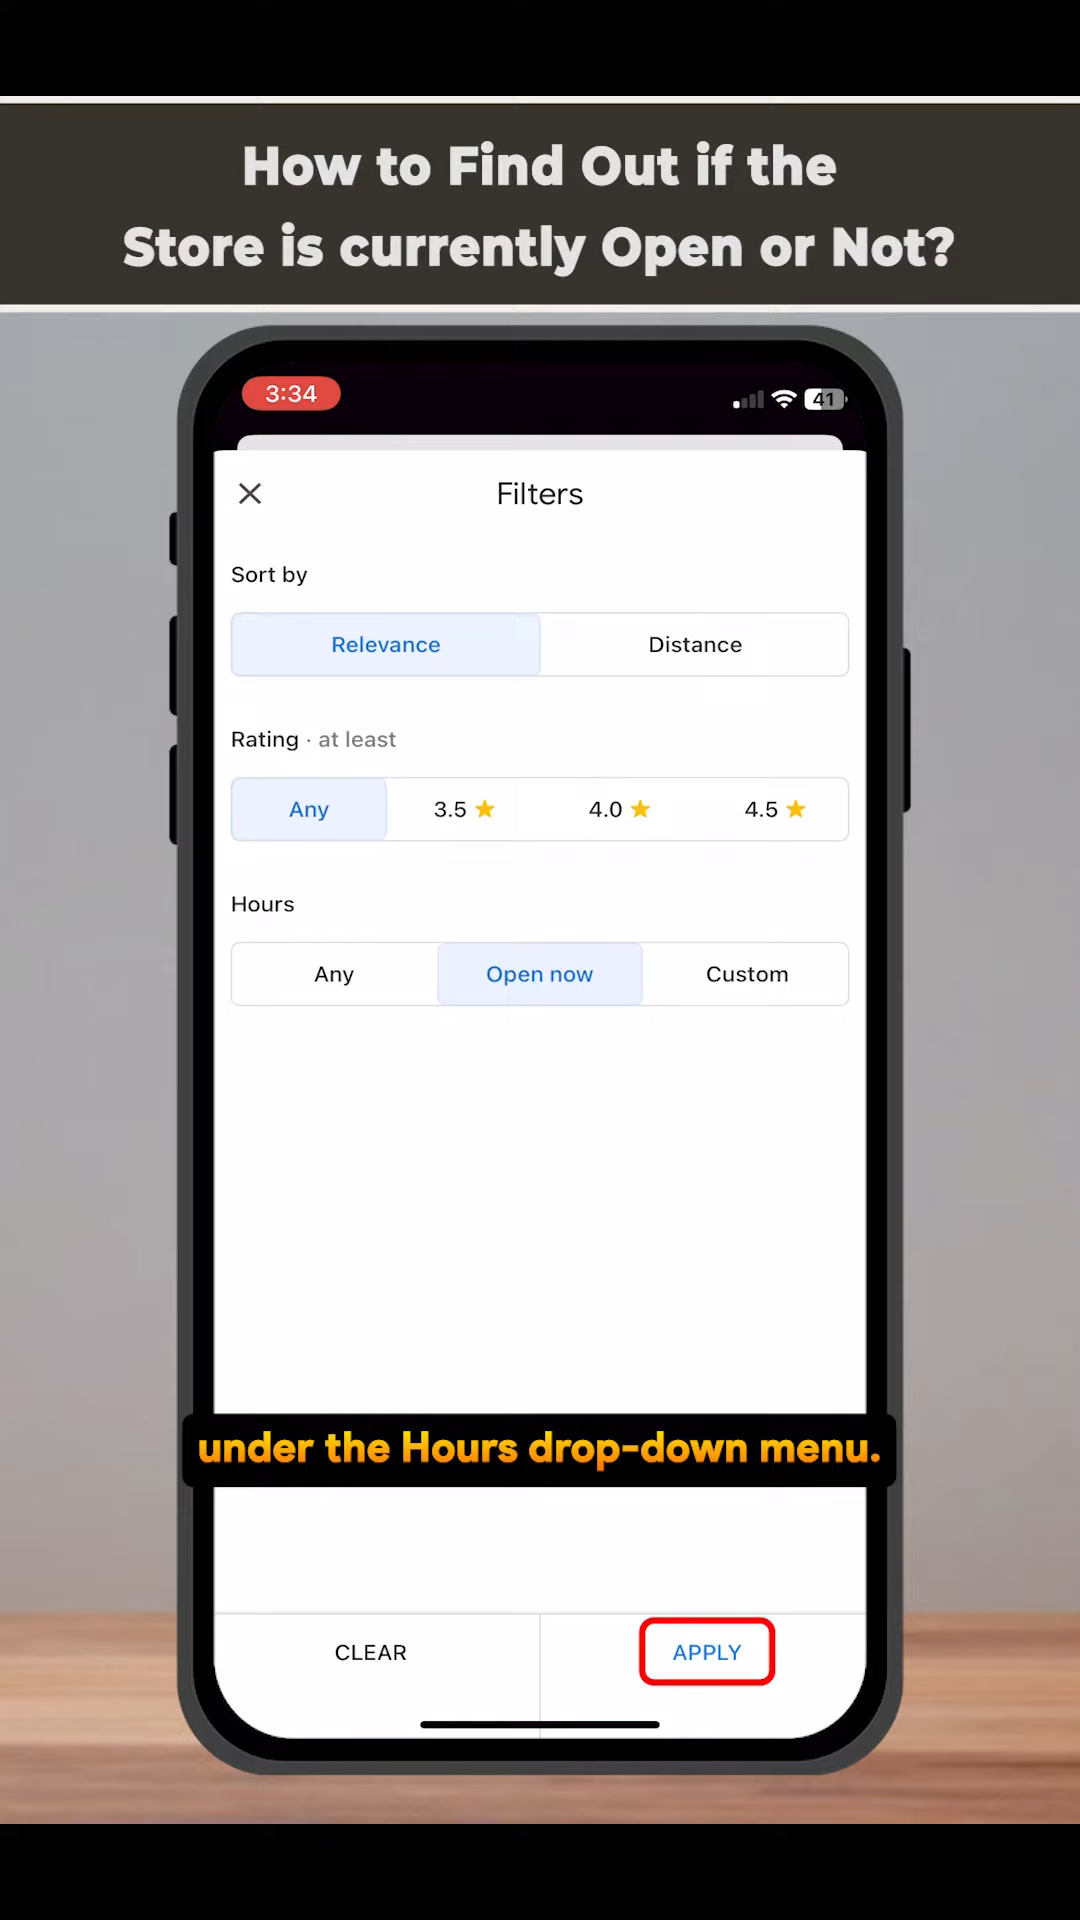 How to Find Out if the
Store is currently Open or Not?
3:34
41
Filters
Sort by
Relevance Distance
Rating · at least
Any 3.5 4.0 4.5
Hours
Any Open now Custom
under the Hours drop-down menu.
CLEAR APPLY